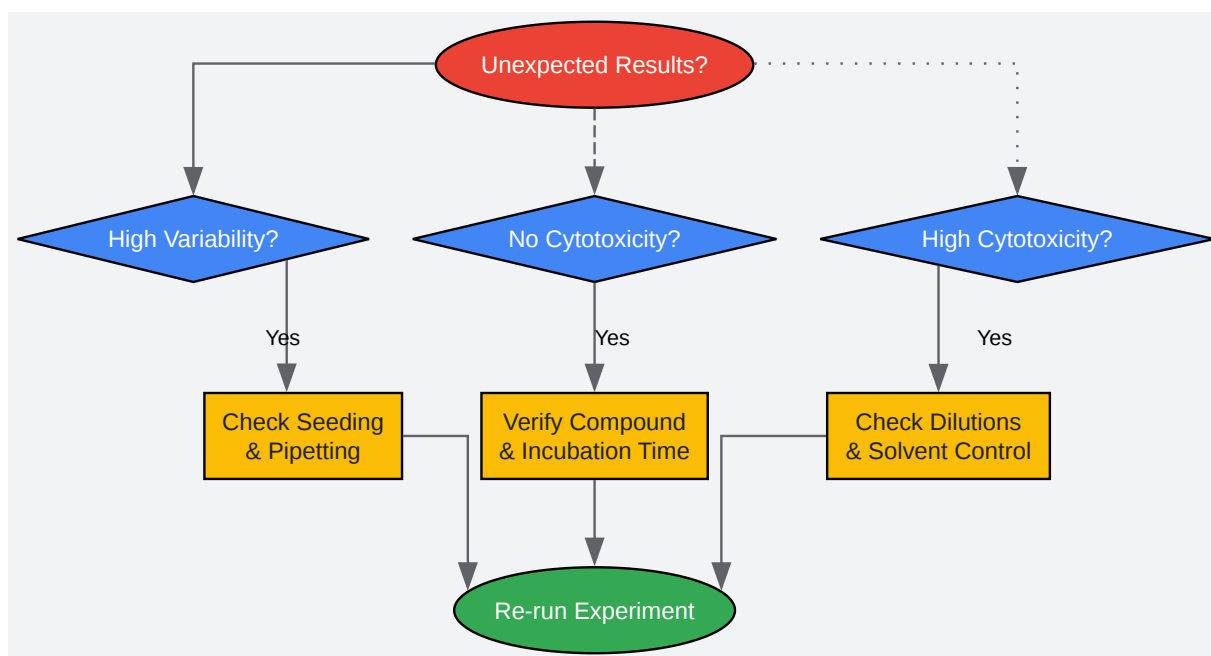 Unexpected Results?
High Variability?
No Cytotoxicity?
High Cytotoxicity?
Yes
Yes
Yes
Check Seeding
& Pipetting
Verify Compound
& Incubation Time
Check Dilutions
& Solvent Control
Re-run Experiment